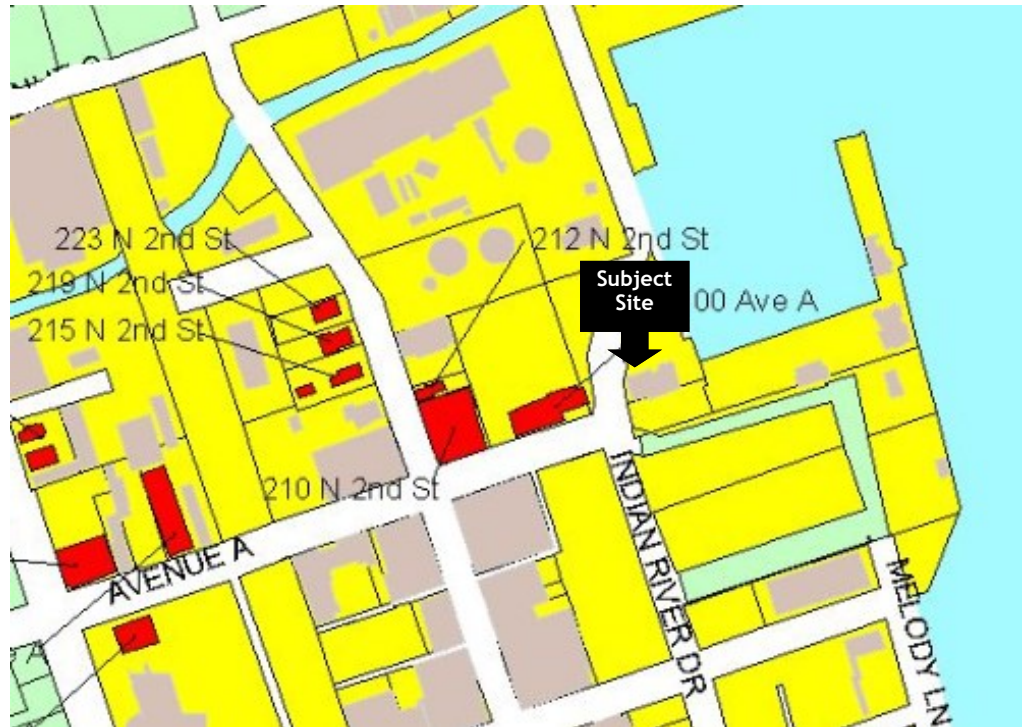 223 N 2nd St
212 N 2nd St
219 N 2nd St
Subject
Site
00 Ave A
215 N 2nd St
210 N. 2nd St
INDIAN RIVER DR
AVENUE A
MELODY LN